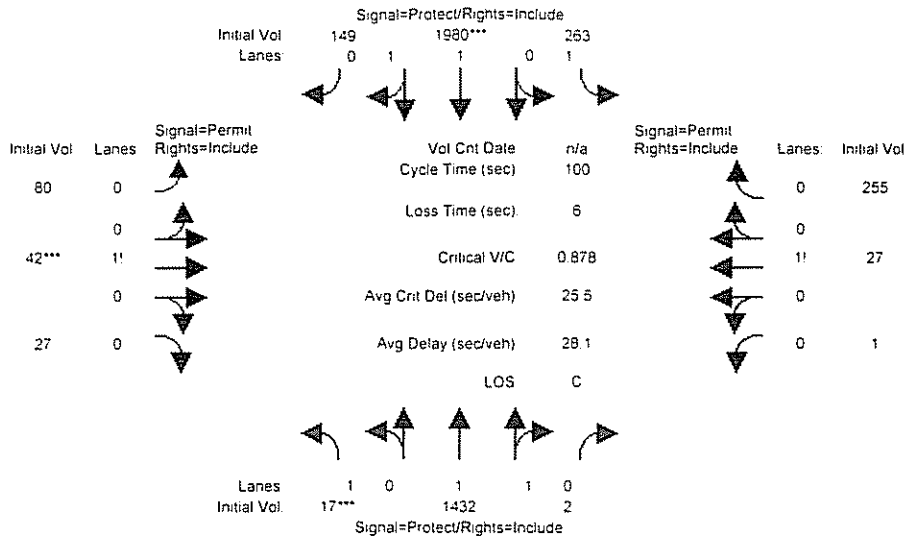 Signal=Protect/Rights=Include
Initial Vol 149 1980*** 263
Lanes: 0 1 1 0 1
Signal=Permit
Initial Vol Lanes Rights=Include
Vol Cnt Date n/a
Signal=Permit
Rights=Include Lanes: Initial Vol
Cycle Time (sec) 100
80 0
0 255
Loss Time (sec). 6
0
0
42*** 1!
Critical V/C 0.878
1! 27
0
Avg Crit Del (sec/veh) 25.5
0
27 0
Avg Delay (sec/veh) 28.1
0 1
LOS C
Lanes 1 0 1 1 0
Initial Vol. 17*** 1432 2
Signal=Protect/Rights=Include